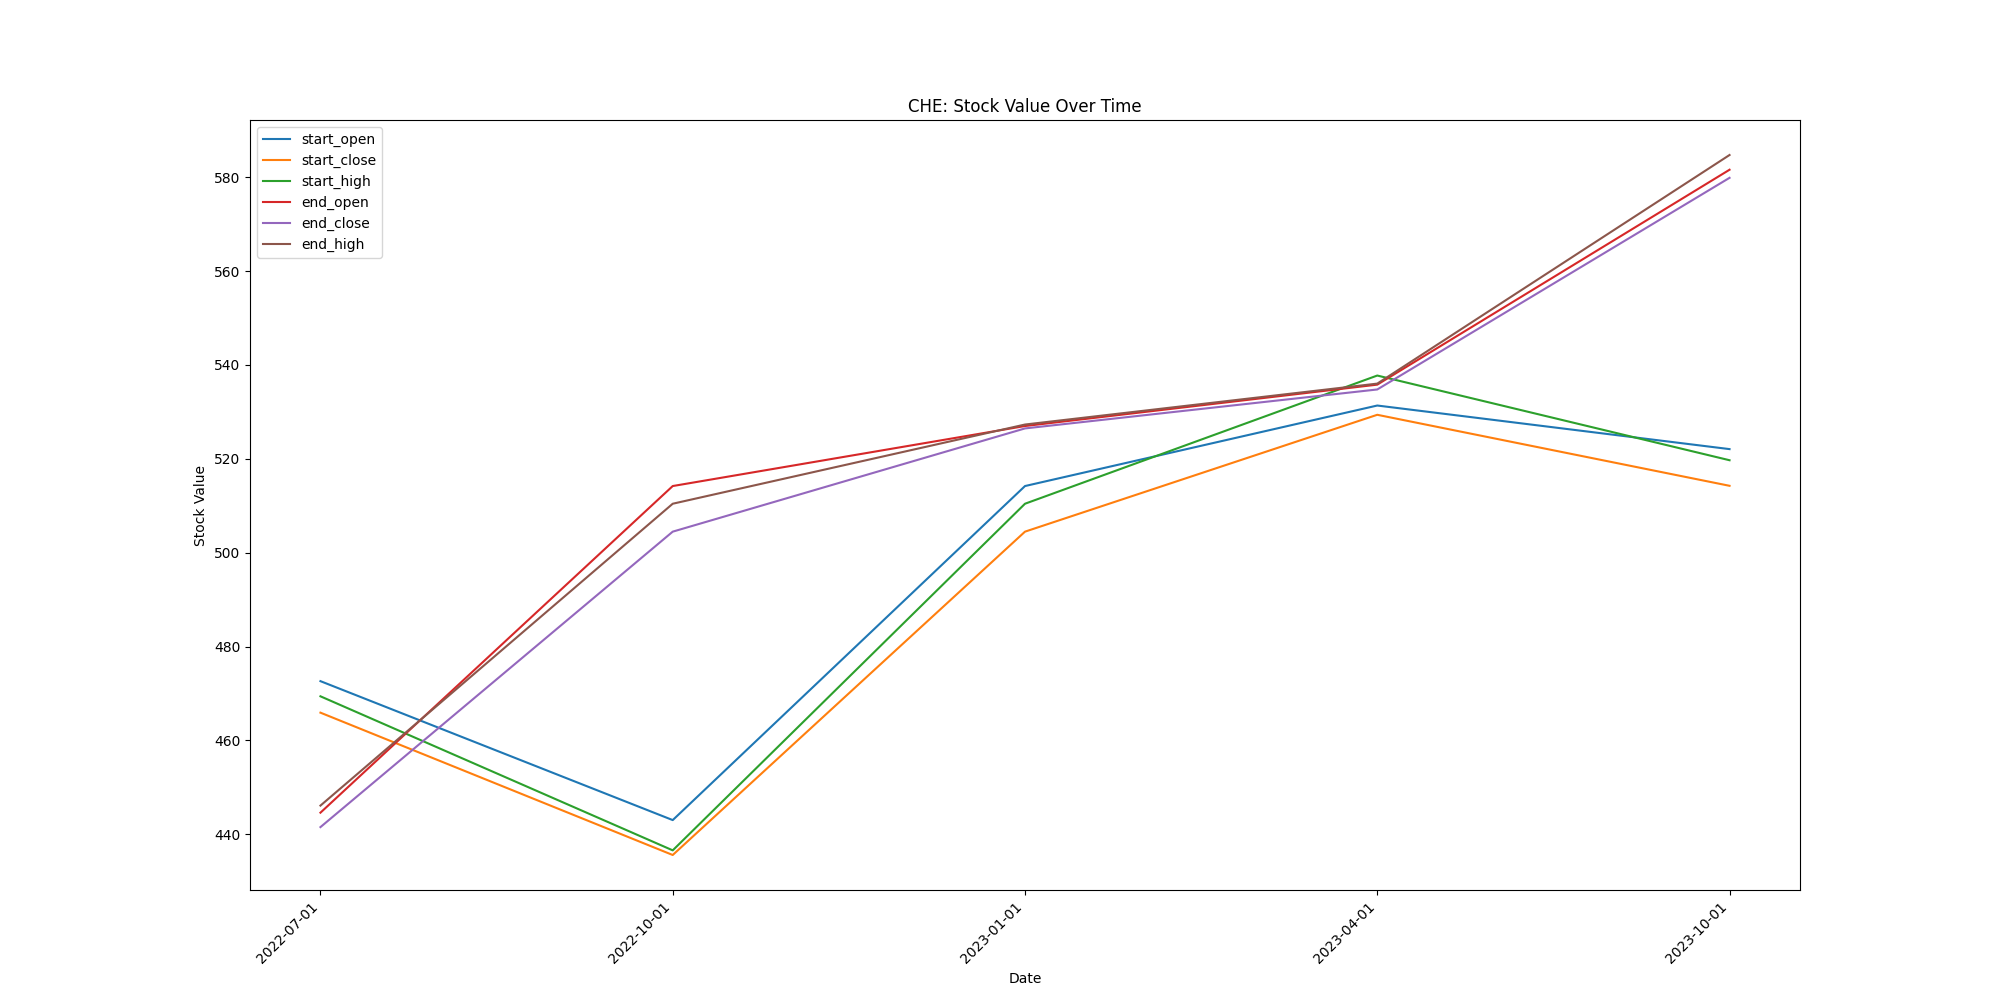 CHE: Stock Value Over Time
start_open
start_close
start_high
end_open
end_close
end_high
580
560
540
520
500
480
460
440
Stock Value
2022-07-01
2022-10-01
2023-01-01
2023-04-01
2023-10-01
Date